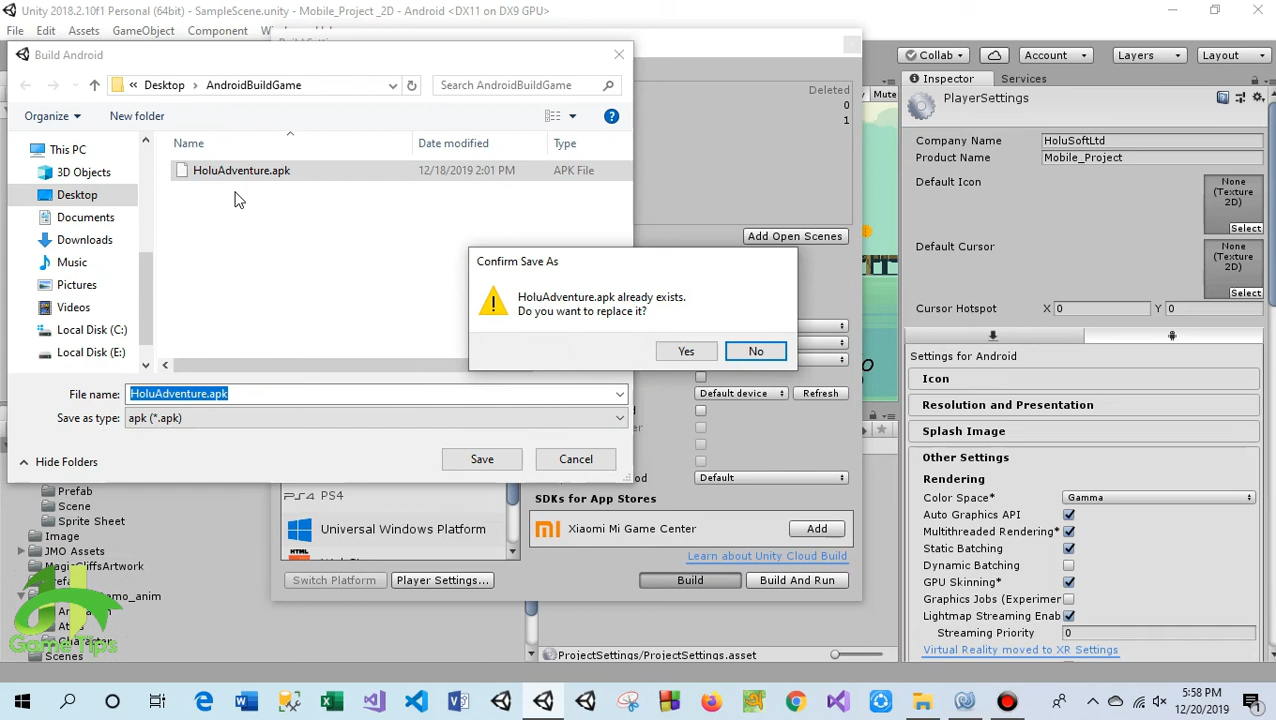 Unity 2018.2.10f1 Personal (64bit) - SampleScene.unity - Mobile_Project _2D - Android <DX11 on DX9 GPU>
File Edit Assets GameObject Component
Collab Account Layers Layout
Build Android
Desktop AndroidBuildGame Search AndroidBuildGame
Organize New folder
Name Date modified Type
This PC
3D Objects
Desktop
Documents
Downloads
Music
Pictures
Videos
Local Disk (C:)
Local Disk (E:)
HoluAdventure.apk 12/18/2019 2:01 PM APK File
File name: HoluAdventure.apk
Save as type: apk (*.apk)
Hide Folders Save Cancel
Confirm Save As
HoluAdventure.apk already exists.
Do you want to replace it?
Yes No
Deleted
0
1
Add Open Scenes
Default device Refresh
Default
SDKs for App Stores
Xiaomi Mi Game Center Add
Learn about Unity Cloud Build
PS4
Universal Windows Platform
HTML
Switch Platform Player Settings... Build Build And Run
Mute
Prefab
Scene
Sprite Sheet
Image
JMO Assets
MagicCliffsArtwork
Scenes
Game Tips
ProjectSettings/ProjectSettings.asset
Inspector Services
PlayerSettings
Company Name HoluSoftLtd
Product Name Mobile_Project
Default Icon None
(Texture
2D)
Select
Default Cursor None
(Texture
2D)
Select
Cursor Hotspot X 0 Y 0
Settings for Android
Icon
Resolution and Presentation
Splash Image
Other Settings
Rendering
Color Space* Gamma
Auto Graphics API
Multithreaded Rendering*
Static Batching
Dynamic Batching
GPU Skinning*
Graphics Jobs (Experimer
Lightmap Streaming Enab
Streaming Priority 0
Virtual Reality moved to XR Settings
5:58 PM
12/20/2019